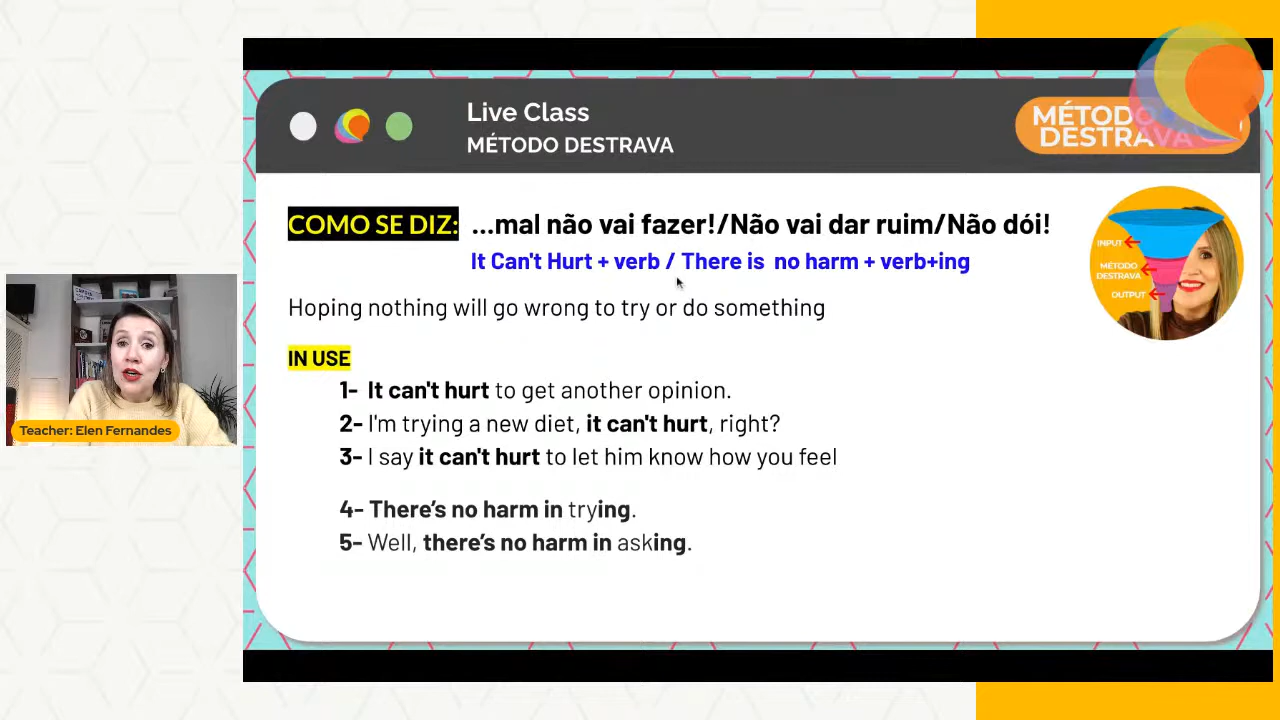 Live Class
MÉTODO DESTRAVA
MÉTODO
DESTRAVA
COMO SE DIZ: ...mal não vai fazer!/Não vai dar ruim/Não dói!
It Can't Hurt + verb / There is no harm + verb+ing
Hoping nothing will go wrong to try or do something
INPUT
MÉTODO
DESTRAVA
OUTPUT
IN USE
1- It can't hurt to get another opinion.
2- I'm trying a new diet, it can't hurt, right?
3- I say it can't hurt to let him know how you feel
4- There’s no harm in trying.
5- Well, there’s no harm in asking.
Teacher: Elen Fernandes